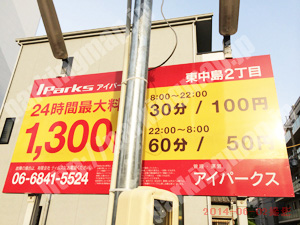 iParks アイパー
東中島2丁目
24時間最大料
1,300
8:00～22:00
30分 / 100円
22:00～8:00
60分 / 50円
06-6841-5524
アイパークス